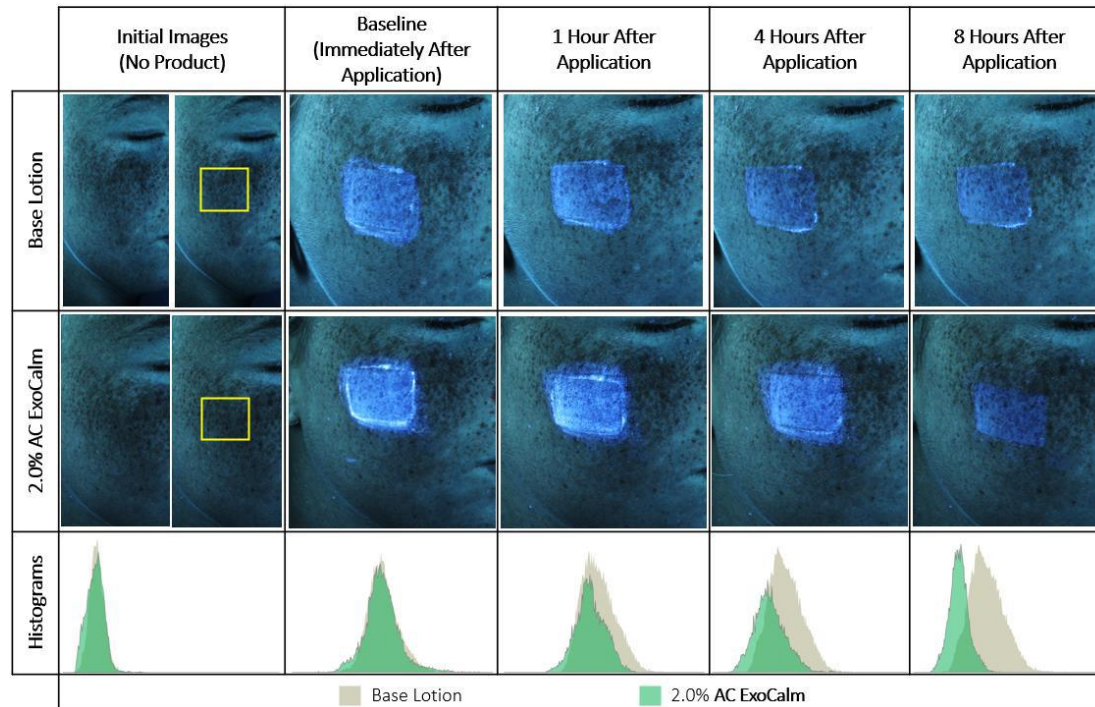 Initial Images
(No Product)
Baseline
(Immediately After
Application)
1 Hour After
Application
4 Hours After
Application
8 Hours After
Application
Base Lotion
2.0% AC ExoCalm
Histograms
Base Lotion
2.0% AC ExoCalm